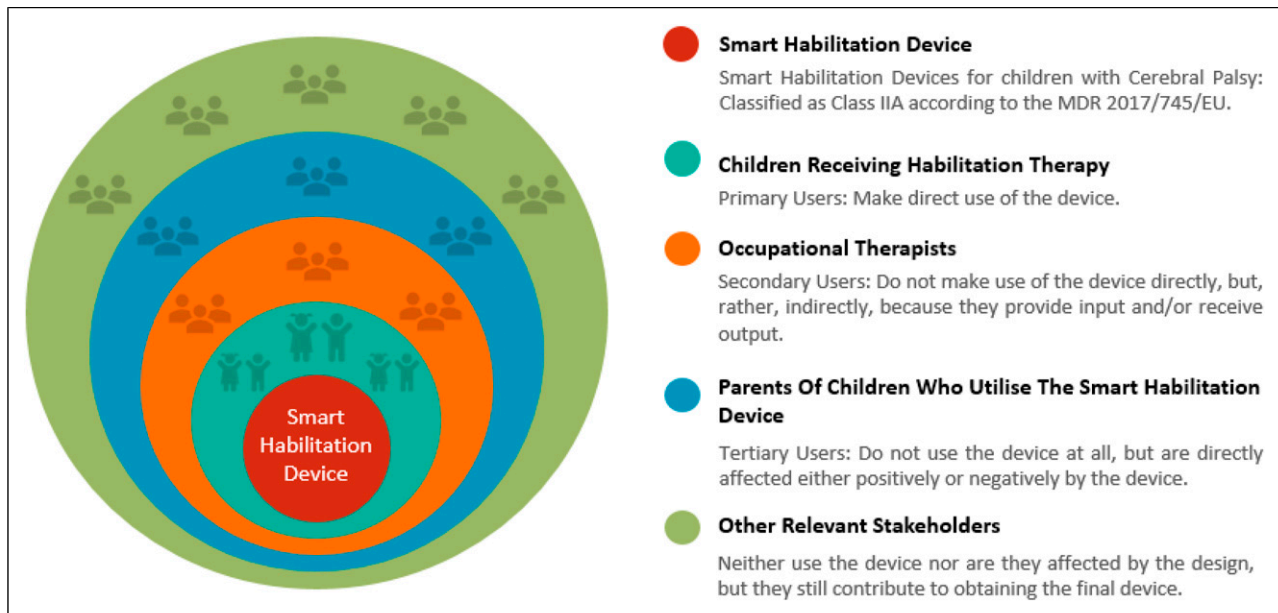 Smart
Habilitation
Device
Smart Habilitation Device
Smart Habilitation Devices for children with Cerebral Palsy:
Classified as Class IIA according to the MDR 2017/745/EU.
Children Receiving Habilitation Therapy
Primary Users: Make direct use of the device.
Occupational Therapists
Secondary Users: Do not make use of the device directly, but,
rather, indirectly, because they provide input and/or receive
output.
Parents Of Children Who Utilise The Smart Habilitation
Device
Tertiary Users: Do not use the device at all, but are directly
affected either positively or negatively by the device.
Other Relevant Stakeholders
Neither use the device nor are they affected by the design,
but they still contribute to obtaining the final device.